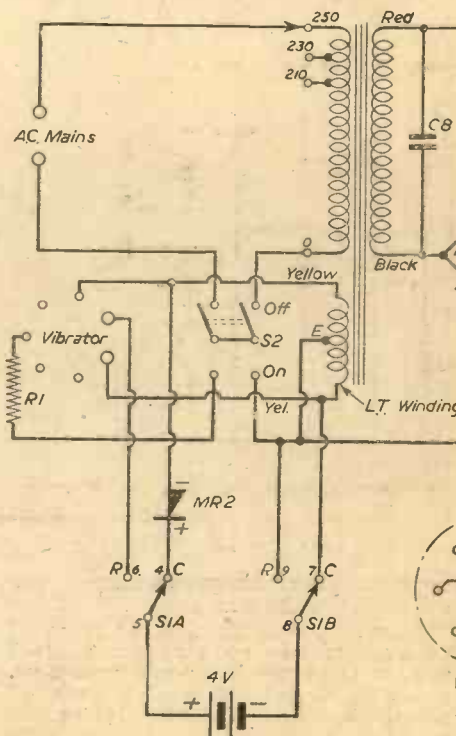 250
Red
230
210
A.C. Mains
C8
0
Yellow
Black
Off
E
Vibrator
S2
R1
On
Yel.
L.T. Winding
-
MR2
+
R 6 4 C
R 9 7 C
5 S1A
8 S1B
4V
+ -